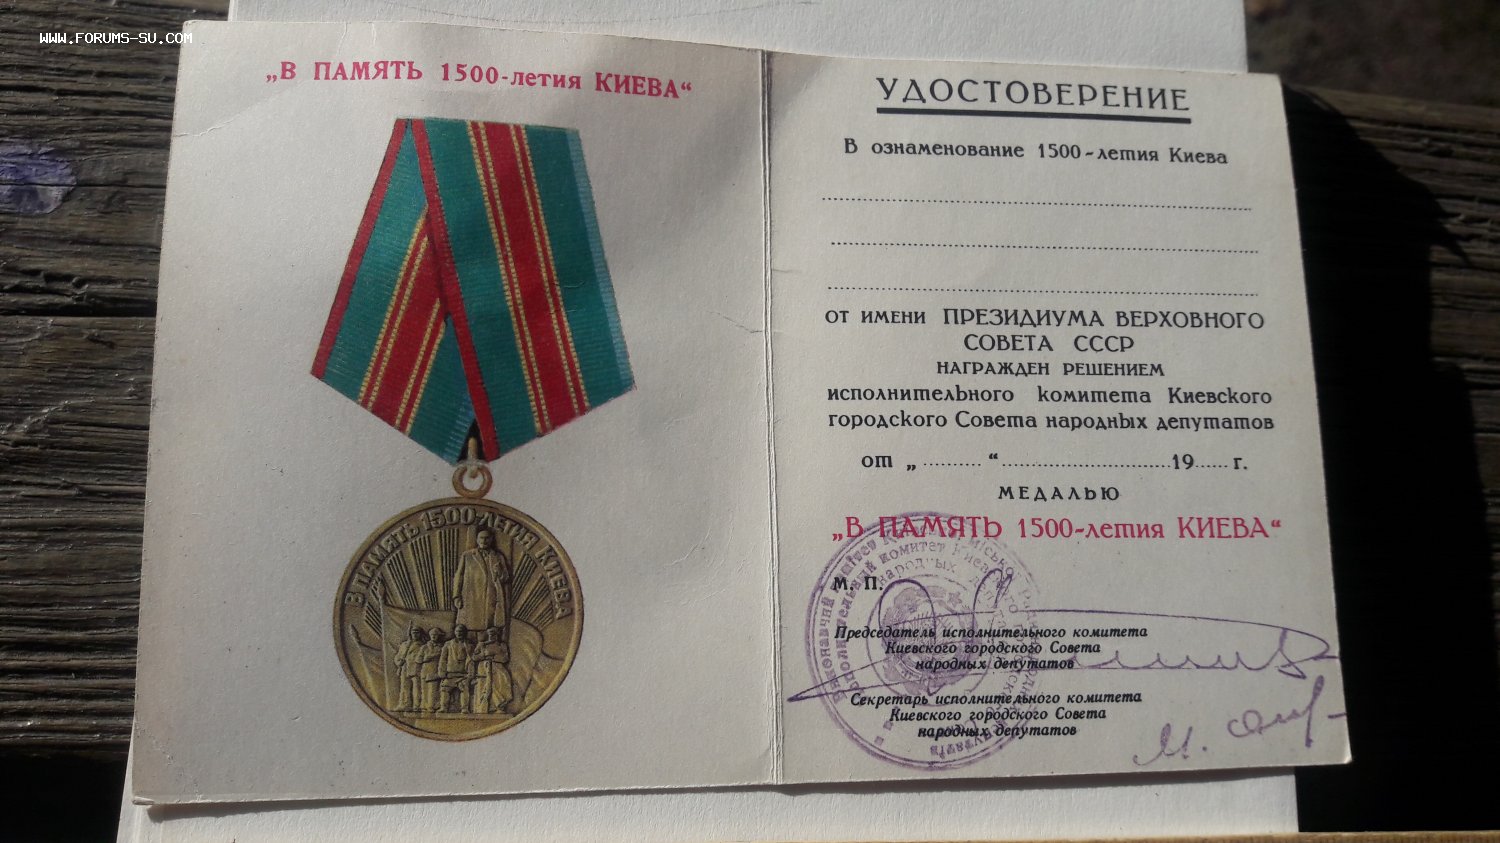 WWW.FORUMS-SU.COM
„В ПАМЯТЬ 1500-летия КИЕВА“
В ПАМЯТЬ 1500-ЛЕТИЯ КИЕВА
УДОСТОВЕРЕНИЕ
В ознаменование 1500-летия Киева
от имени ПРЕЗИДИУМА ВЕРХОВНОГО
СОВЕТА СССР
НАГРАЖДЕН РЕШЕНИЕМ
исполнительного комитета Киевского
городского Совета народных депутатов
от „ .......... “ .............................. 19...... г.
МЕДАЛЬЮ
„В ПАМЯТЬ 1500-летия КИЕВА“
М. П.
Председатель исполнительного комитета
Киевского городского Совета
народных депутатов
Секретарь исполнительного комитета
Киевского городского Совета
народных депутатов